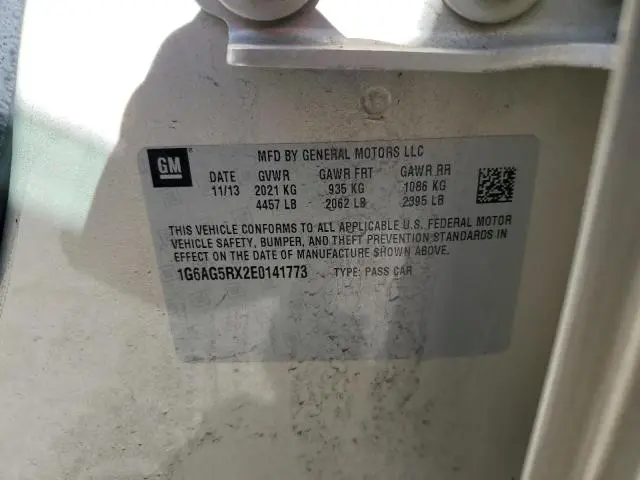 GM
MFD BY GENERAL MOTORS LLC
DATE GVWR GAWR FRT GAWR RR
11/13 2021 KG 935 KG 1086 KG
4457 LB 2062 LB 2395 LB
THIS VEHICLE CONFORMS TO ALL APPLICABLE U.S. FEDERAL MOTOR
VEHICLE SAFETY, BUMPER, AND THEFT PREVENTION STANDARDS IN
EFFECT ON THE DATE OF MANUFACTURE SHOWN ABOVE.
1G6AG5RX2E0141773 TYPE: PASS CAR